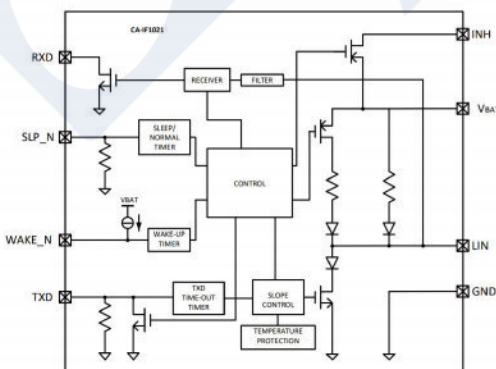 CA-IF1021
INH
RXD
RECEIVER
FILTER
VBAT
SLP_N
SLEEP/
NORMAL
TIMER
CONTROL
VBAT
WAKE_N
WAKE-UP
TIMER
LIN
TXD
TXD
TIME-OUT
TIMER
SLOPE
CONTROL
GND
TEMPERATURE
PROTECTION